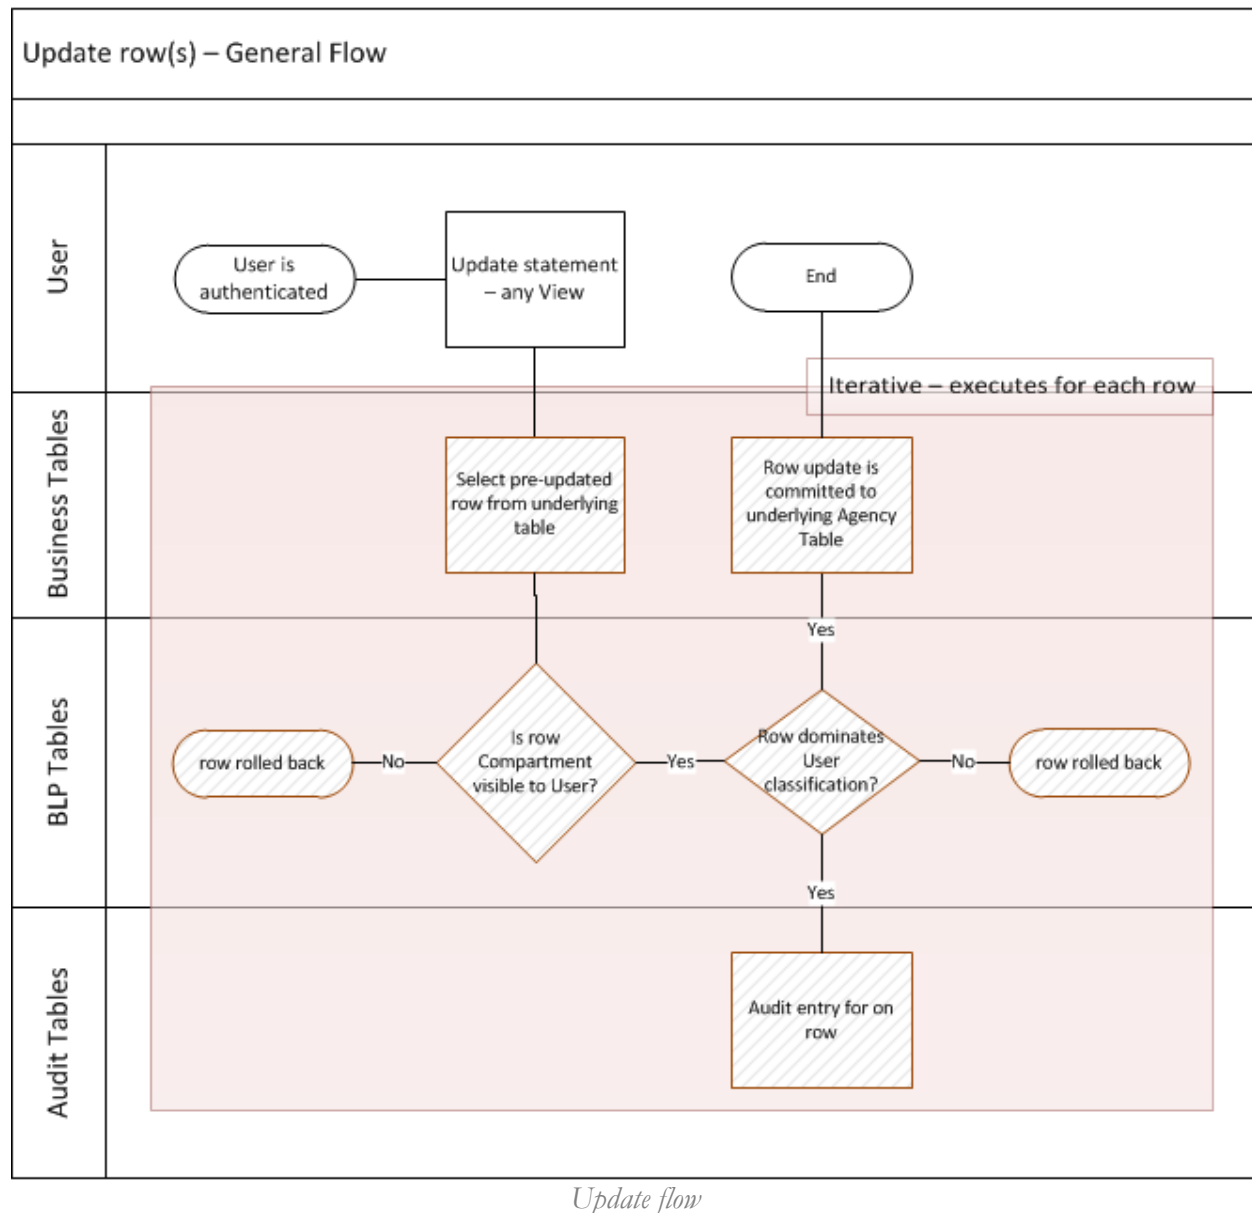 Update row(s) – General Flow
User
User is
authenticated
Update statement
– any View
End
Iterative – executes for each row
Business Tables
Select pre-updated
row from underlying
table
Row update is
committed to
underlying Agency
Table
Yes
BLP Tables
row rolled back
No
Is row
Compartment
visible to User?
Yes
Row dominates
User
classification?
No
row rolled back
Yes
Audit Tables
Audit entry for on
row
Update flow